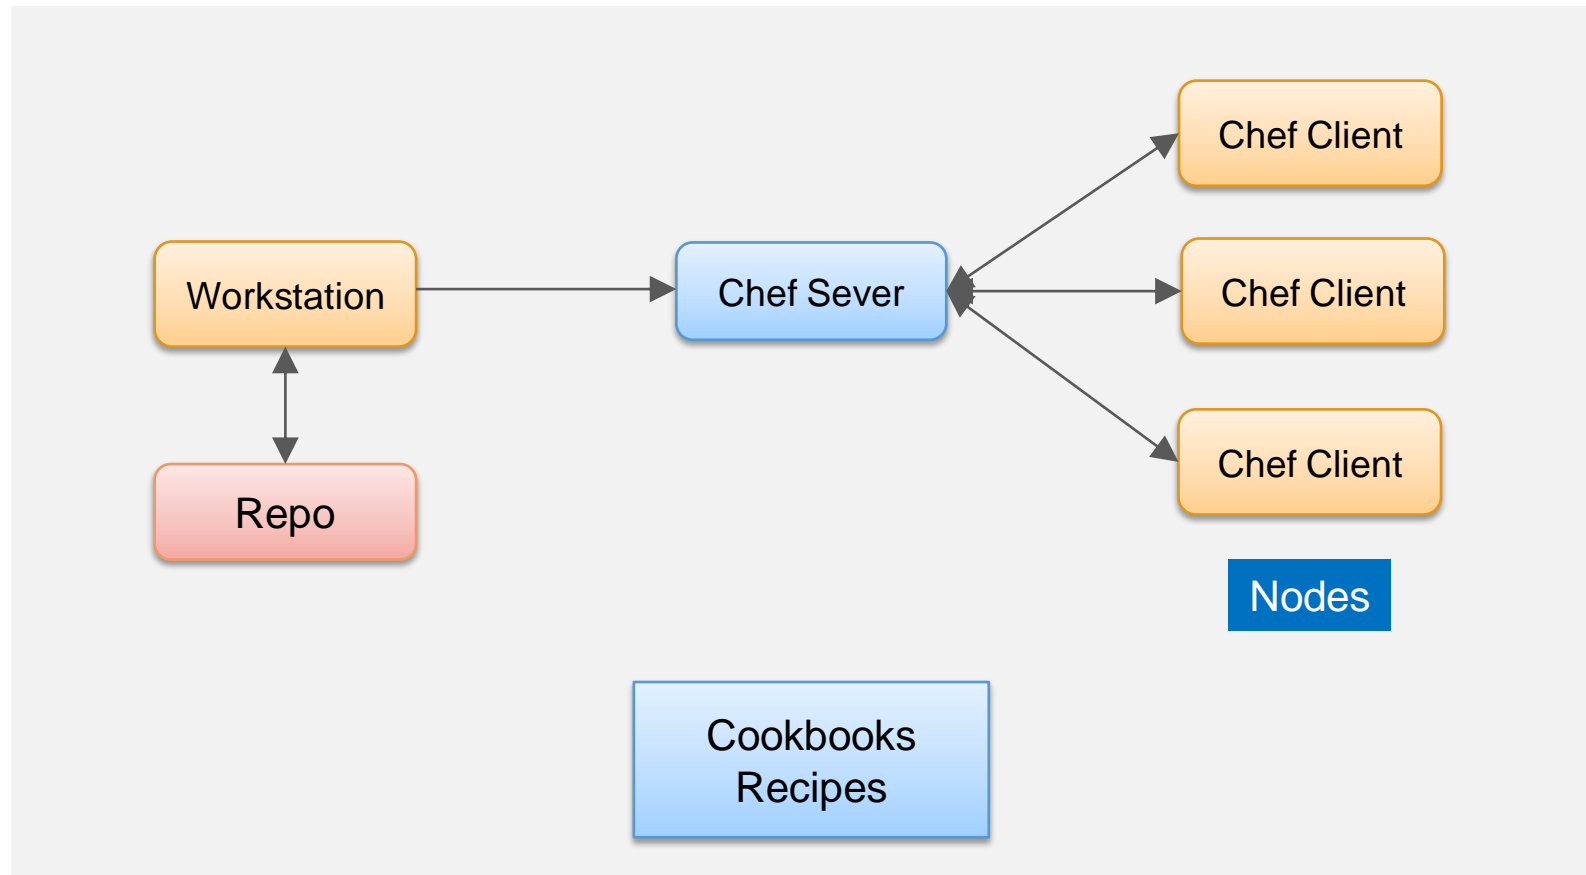 Chef Client
Workstation
Chef Sever
Chef Client
Chef Client
Repo
Nodes
Cookbooks
Recipes